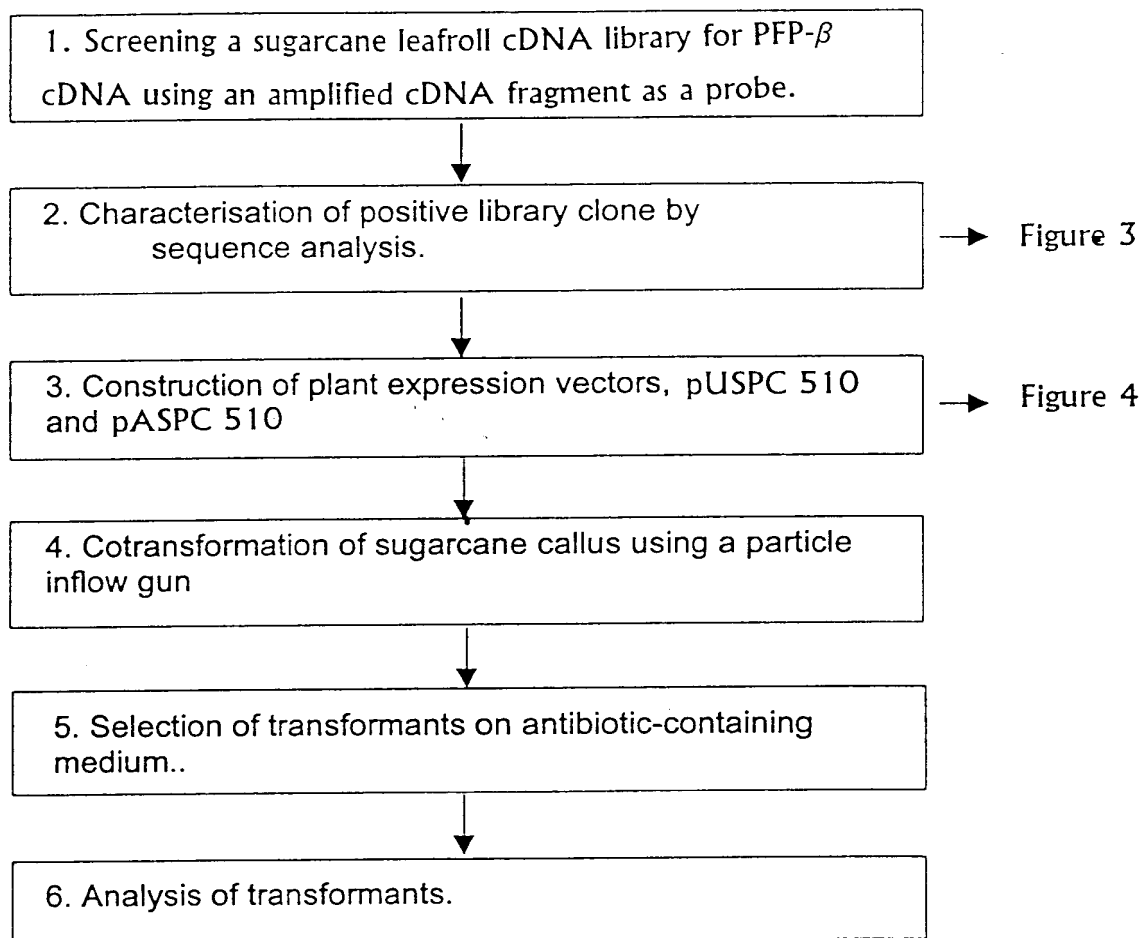 1. Screening a sugarcane leafroll cDNA library for PFP-β
cDNA using an amplified cDNA fragment as a probe.
2. Characterisation of positive library clone by
sequence analysis.
Figure 3
3. Construction of plant expression vectors, pUSPC 510
and pASPC 510
Figure 4
4. Cotransformation of sugarcane callus using a particle
inflow gun
5. Selection of transformants on antibiotic-containing
medium..
6. Analysis of transformants.